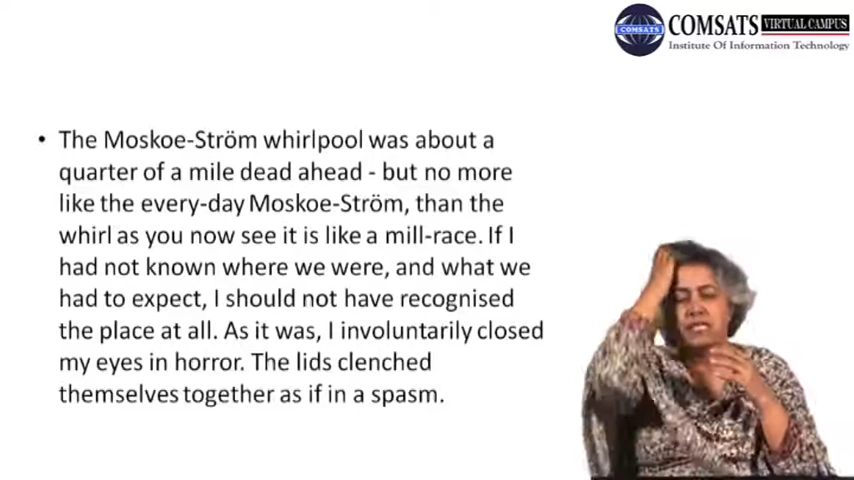 COMSATS
COMSATS VIRTUAL CAMPUS
Institute Of Information Technology
• The Moskoe-Ström whirlpool was about a
quarter of a mile dead ahead - but no more
like the every-day Moskoe-Ström, than the
whirl as you now see it is like a mill-race. If I
had not known where we were, and what we
had to expect, I should not have recognised
the place at all. As it was, I involuntarily closed
my eyes in horror. The lids clenched
themselves together as if in a spasm.